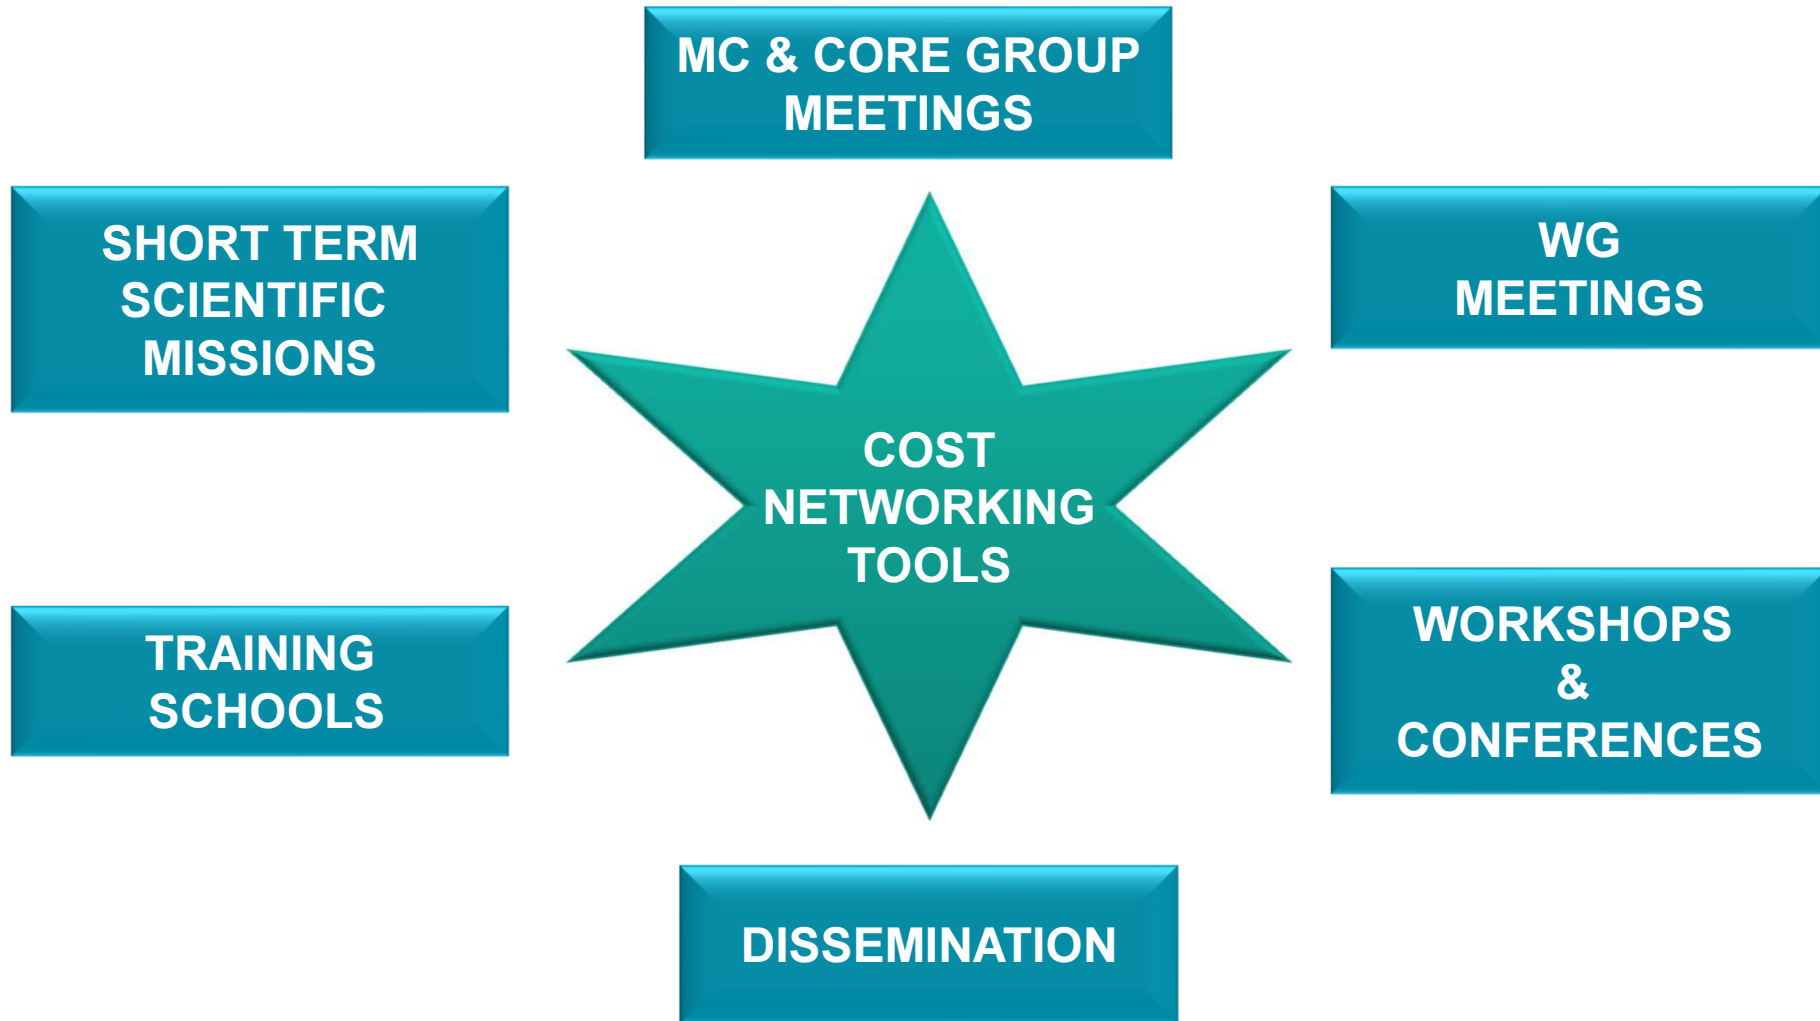 MC & CORE GROUP
MEETINGS
SHORT TERM
SCIENTIFIC
MISSIONS
WG
MEETINGS
COST
NETWORKING
TOOLS
TRAINING
SCHOOLS
WORKSHOPS
&
CONFERENCES
DISSEMINATION